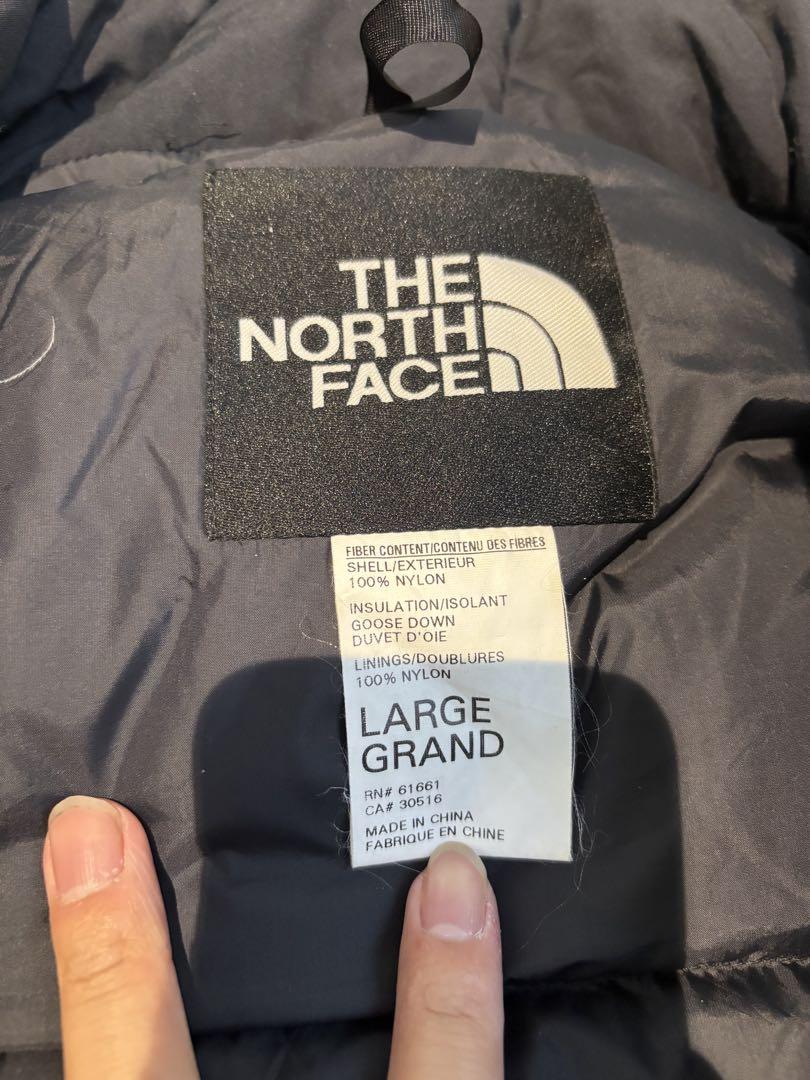 THE
NORTH
FACE
FIBER CONTENT/CONTENU DES FIBRES
SHELL/EXTERIEUR
100% NYLON
INSULATION/ISOLANT
GOOSE DOWN
DUVET D'OIE
LININGS/DOUBLURES
100% NYLON
LARGE
GRAND
RN# 61661
CA# 30516
MADE IN CHINA
FABRIQUE EN CHINE